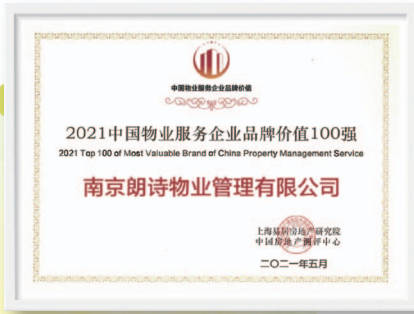 中国物业服务企业品牌价值
2021中国物业服务企业品牌价值100强
2021 Top 100 of Most Valuable Brand of China Property Management Service
南京朗诗物业管理有限公司
上海易居房地产研究院
中国房地产测评中心
二〇二一年五月